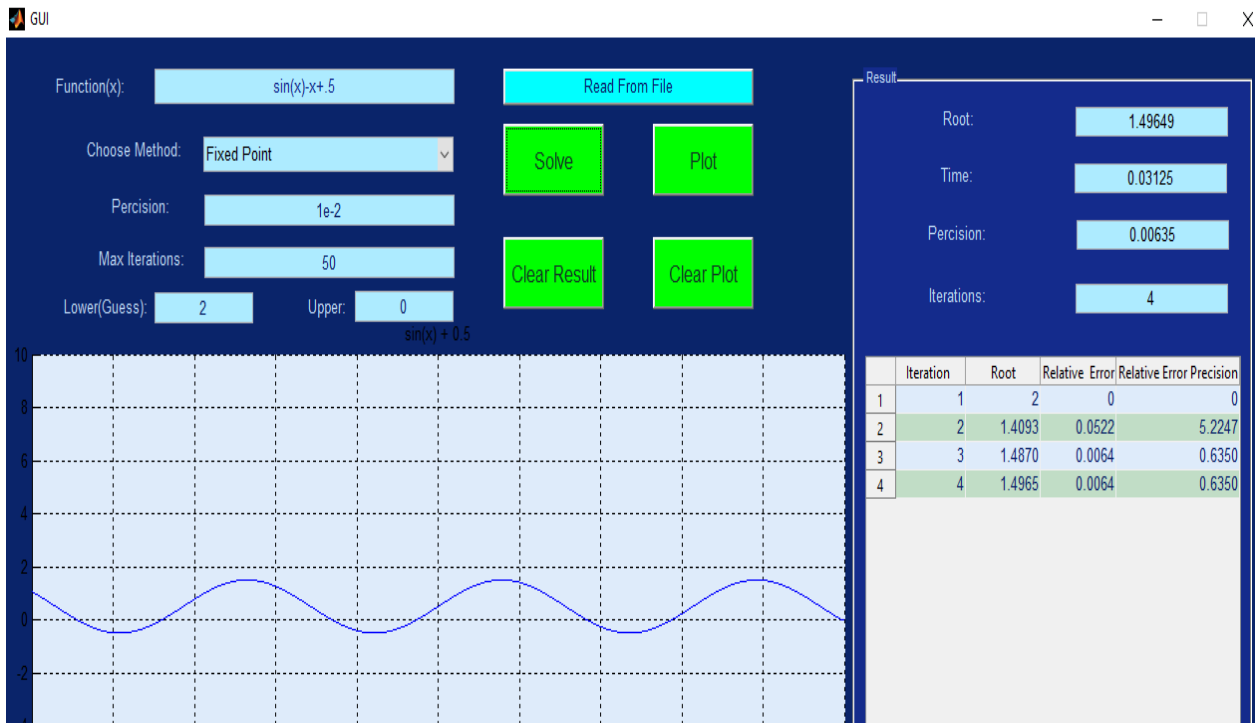 GUI
Function(x): sin(x)-x+.5 Read From File
Choose Method: Fixed Point Solve Plot
Percision: 1e-2
Max Iterations: 50 Clear Result Clear Plot
Lower(Guess): 2 Upper: 0
Result
Root: 1.49649
Time: 0.03125
Percision: 0.00635
Iterations: 4
sin(x) + 0.5
10
8
6
4
2
0
-2
Iteration Root Relative Error Relative Error Precision
1 1 2 0 0
2 2 1.4093 0.0522 5.2247
3 3 1.4870 0.0064 0.6350
4 4 1.4965 0.0064 0.6350